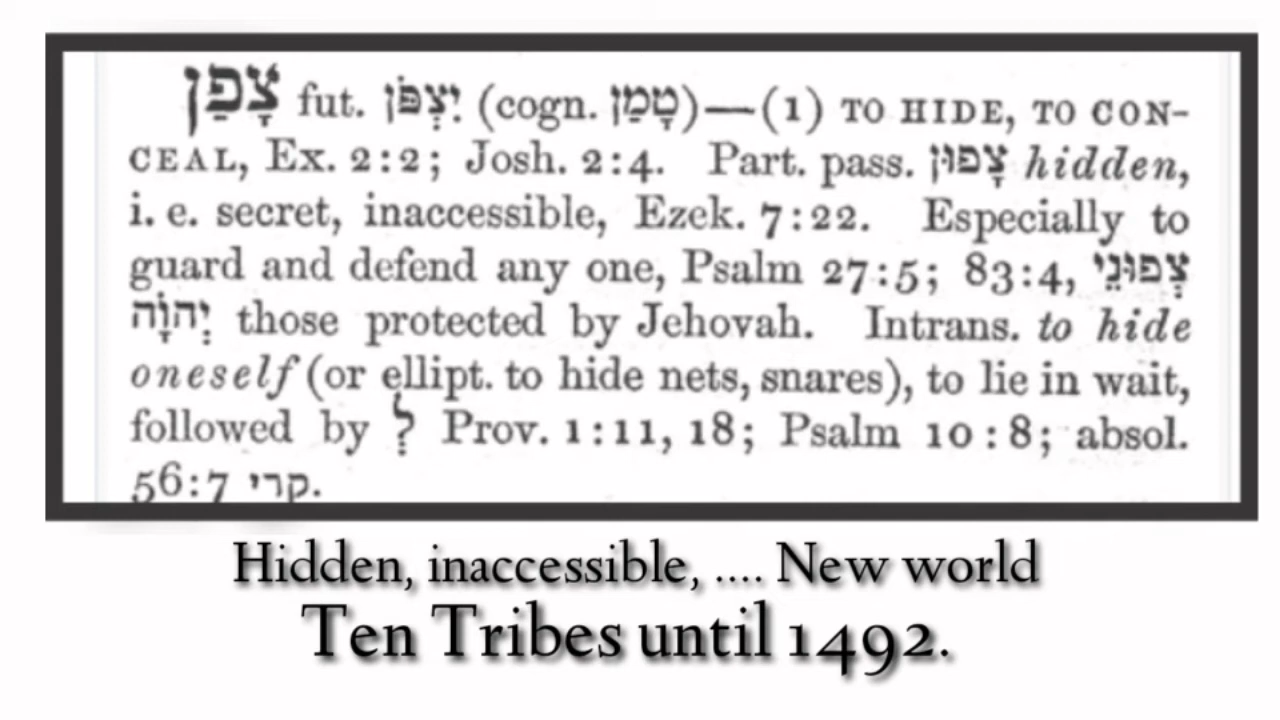 צָפַן fut. יִצְפֹּן (cogn. טָמַן)—(1) TO HIDE, TO CON-
CEAL, Ex. 2:2; Josh. 2:4. Part. pass. צָפוּן hidden,
i. e. secret, inaccessible, Ezek. 7:22. Especially to
guard and defend any one, Psalm 27:5; 83:4, צְפוּנֵי
יְהוָֹה those protected by Jehovah. Intrans. to hide
oneself (or ellipt. to hide nets, snares), to lie in wait,
followed by לְ Prov. 1:11, 18; Psalm 10:8; absol.
56:7 קרי.
Hidden, inaccessible, .... New world
Ten Tribes until 1492.